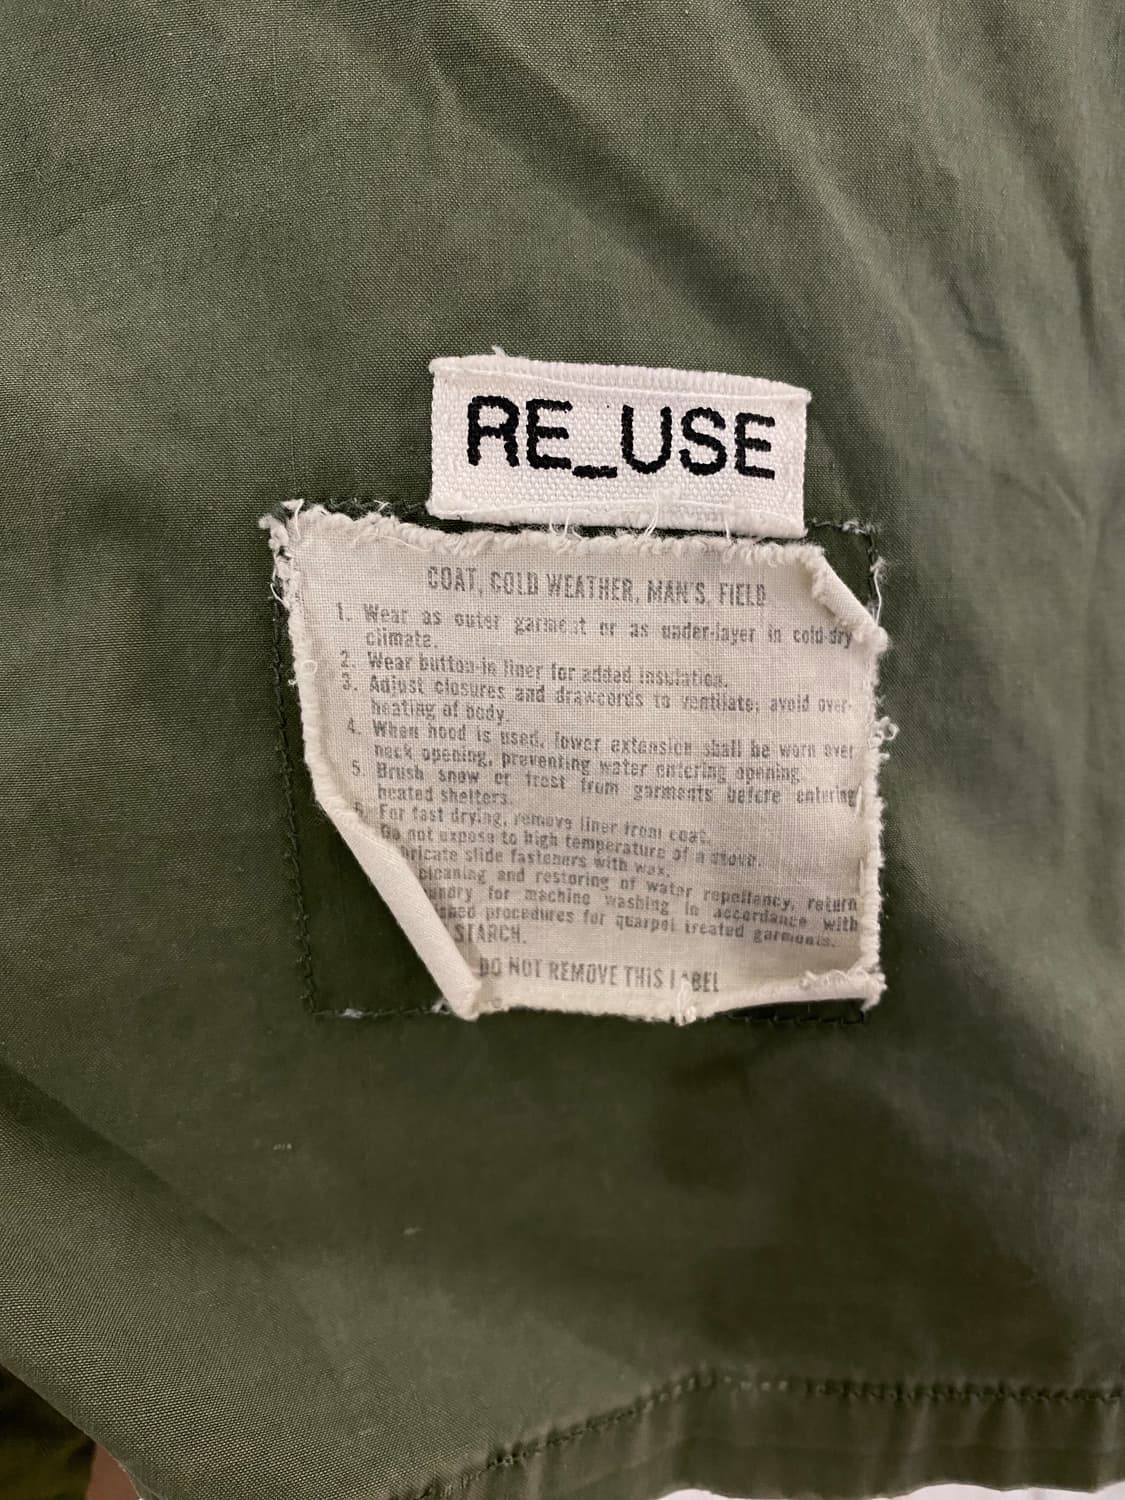 RE_USE
COAT, COLD WEATHER, MAN'S, FIELD
1. Wear as outer garment or as under-layer in cold-dry
climate.
2. Wear button-in liner for added insulation.
3. Adjust closures and drawcords to ventilate; avoid over-
heating of body.
4. When hood is used, lower extension shall be worn over
neck opening, preventing water entering opening.
5. Brush snow or frost from garments before entering
heated shelters.
6. For fast drying, remove liner from coat.
Do not expose to high temperature of a stove.
bricate slide fasteners with wax.
cleaning and restoring of water repellancy, return
undry for machine washing in accordance with
shed procedures for quarpel treated garments.
STARCH.
DO NOT REMOVE THIS LABEL